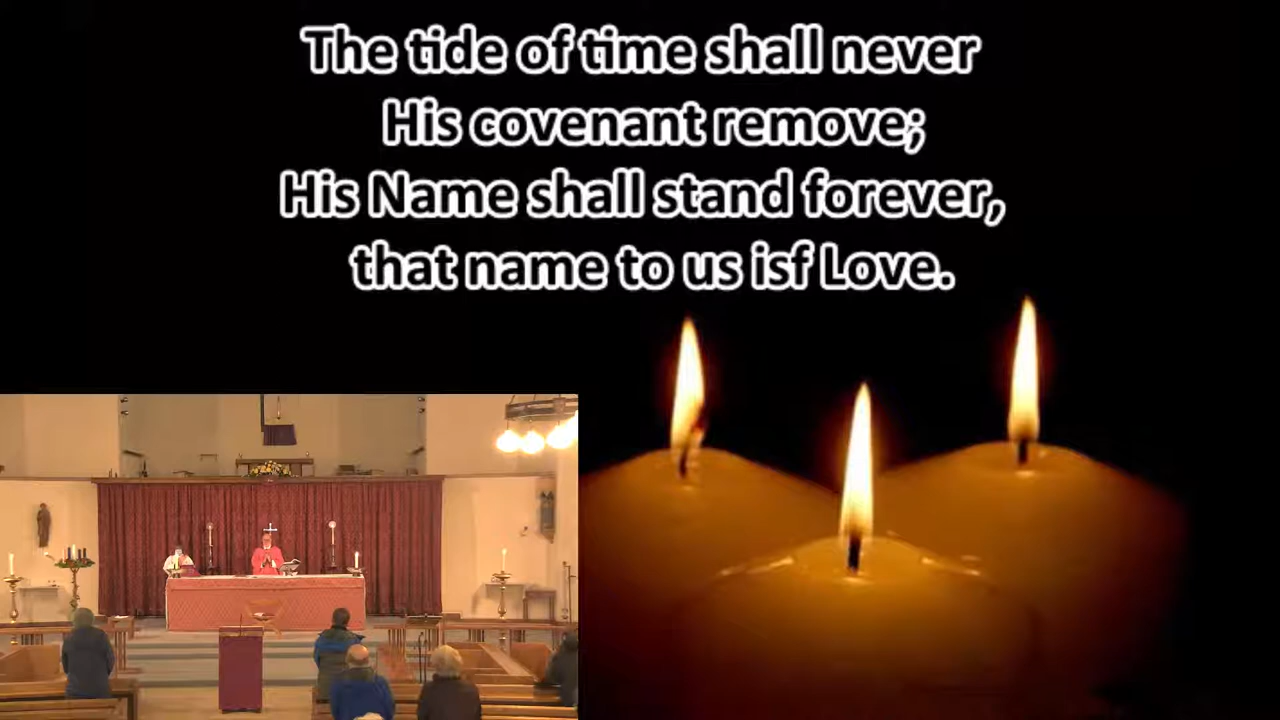 The tide of time shall never
His covenant remove;
His Name shall stand forever,
that name to us isf Love.